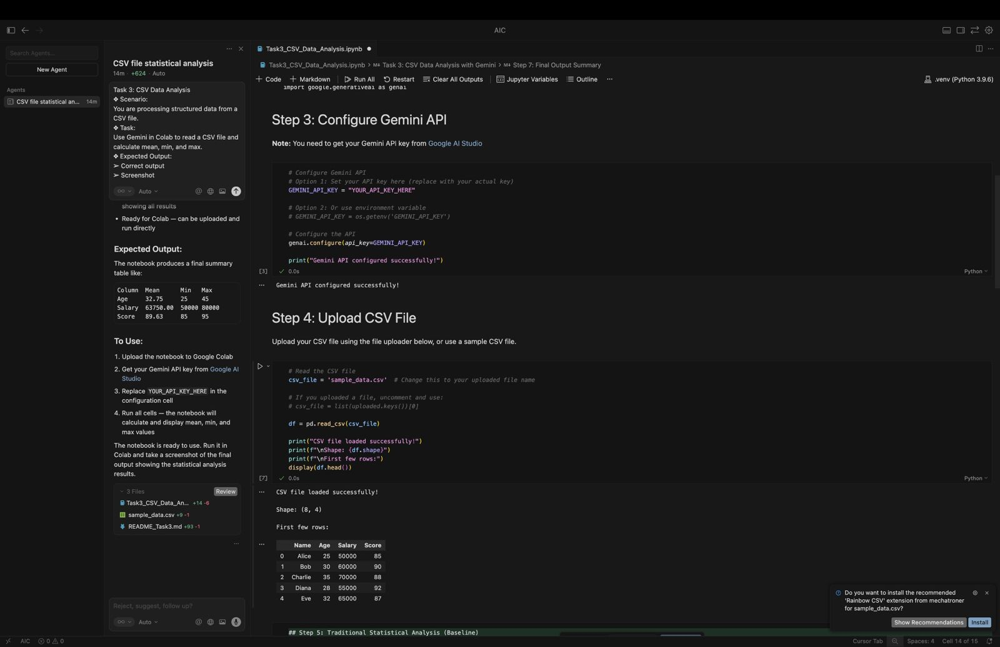 AIC
Search Agents...
New Agent
Agents
CSV file statistical an... 14m
CSV file statistical analysis
14m · +624 · Auto
Task 3: CSV Data Analysis
❖ Scenario:
You are processing structured data from a
CSV file.
❖ Task:
Use Gemini in Colab to read a CSV file and
calculate mean, min, and max.
❖ Expected Output:
➢ Correct output
➢ Screenshot
Auto
showing all results
• Ready for Colab — can be uploaded and
run directly
Expected Output:
The notebook produces a final summary
table like:
Column Mean Min Max
Age 32.75 25 45
Salary 63750.00 50000 80000
Score 89.63 85 95
To Use:
1. Upload the notebook to Google Colab
2. Get your Gemini API key from Google AI
Studio
3. Replace YOUR_API_KEY_HERE in the
configuration cell
4. Run all cells — the notebook will
calculate and display mean, min, and
max values
The notebook is ready to use. Run it in
Colab and take a screenshot of the final
output showing the statistical analysis
results.
3 Files Review
Task3_CSV_Data_An... +14 -6
sample_data.csv +9 -1
README_Task3.md +93 -1
Reject, suggest, follow up?
Auto
Task3_CSV_Data_Analysis.ipynb
Task3_CSV_Data_Analysis.ipynb > M↓ Task 3: CSV Data Analysis with Gemini > M↓ Step 7: Final Output Summary
+ Code + Markdown Run All Restart Clear All Outputs Jupyter Variables Outline ... .venv (Python 3.9.6)
import google.generativeai as genai
Step 3: Configure Gemini API
Note: You need to get your Gemini API key from Google AI Studio
# Configure Gemini API
# Option 1: Set your API key here (replace with your actual key)
GEMINI_API_KEY = "YOUR_API_KEY_HERE"
# Option 2: Or use environment variable
# GEMINI_API_KEY = os.getenv('GEMINI_API_KEY')
# Configure the API
genai.configure(api_key=GEMINI_API_KEY)
print("Gemini API configured successfully!")
[3] 0.0s Python
Gemini API configured successfully!
Step 4: Upload CSV File
Upload your CSV file using the file uploader below, or use a sample CSV file.
# Read the CSV file
csv_file = 'sample_data.csv' # Change this to your uploaded file name
# If you uploaded a file, uncomment and use:
# csv_file = list(uploaded.keys())[0]
df = pd.read_csv(csv_file)
print("CSV file loaded successfully!")
print(f"\nShape: {df.shape}")
print(f"\nFirst few rows:")
display(df.head())
[7] 0.0s Python
CSV file loaded successfully!
Shape: (8, 4)
First few rows:
Name Age Salary Score
0 Alice 25 50000 85
1 Bob 30 60000 90
2 Charlie 35 70000 88
3 Diana 28 55000 92
4 Eve 32 65000 87
## Step 5: Traditional Statistical Analysis (Baseline)
Do you want to install the recommended
'Rainbow CSV' extension from mechatroner
for sample_data.csv?
Show Recommendations Install
AIC 0 0
Cursor Tab Spaces: 4 Cell 14 of 15